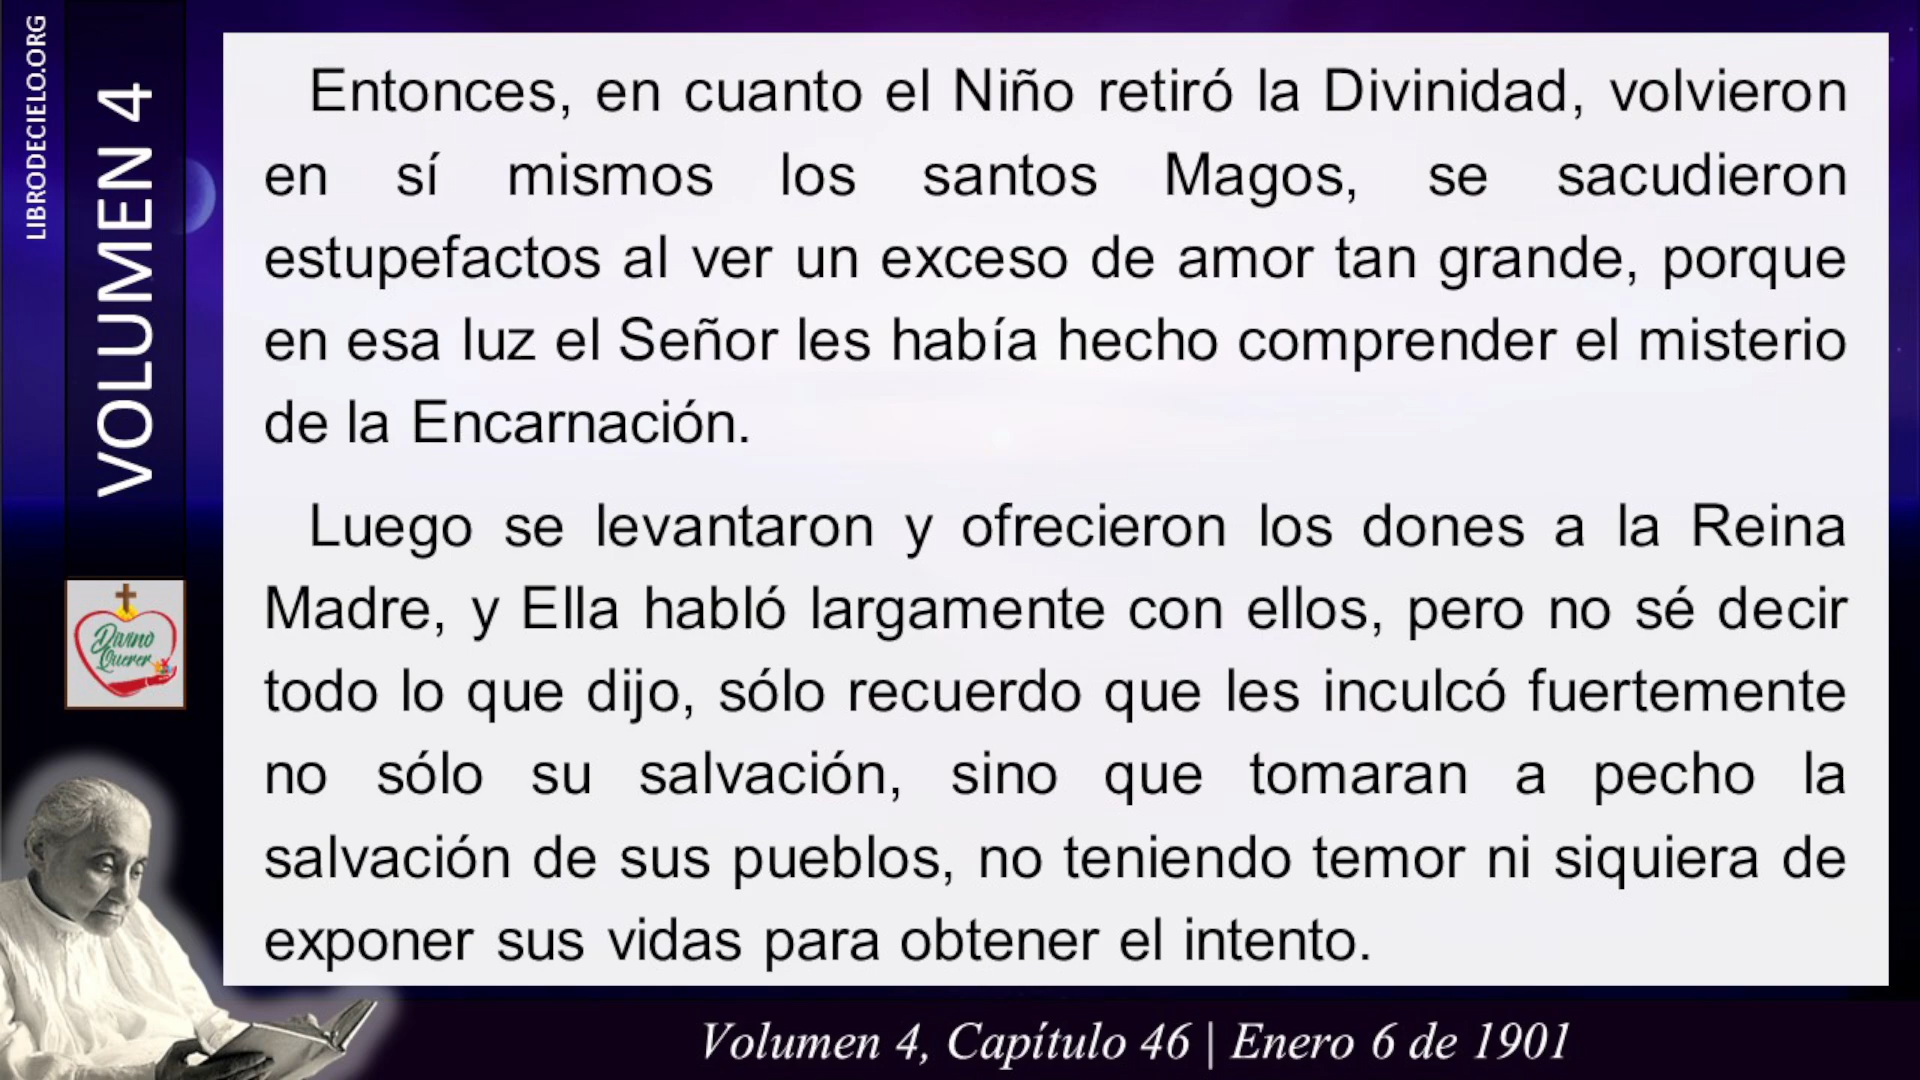 LIBRODECIELO.ORG
VOLUMEN 4
Entonces, en cuanto el Niño retiró la Divinidad, volvieron
en sí mismos los santos Magos, se sacudieron
estupefactos al ver un exceso de amor tan grande, porque
en esa luz el Señor les había hecho comprender el misterio
de la Encarnación.
Luego se levantaron y ofrecieron los dones a la Reina
Madre, y Ella habló largamente con ellos, pero no sé decir
todo lo que dijo, sólo recuerdo que les inculcó fuertemente
no sólo su salvación, sino que tomaran a pecho la
salvación de sus pueblos, no teniendo temor ni siquiera de
exponer sus vidas para obtener el intento.
Divino
Querer
Volumen 4, Capítulo 46 | Enero 6 de 1901